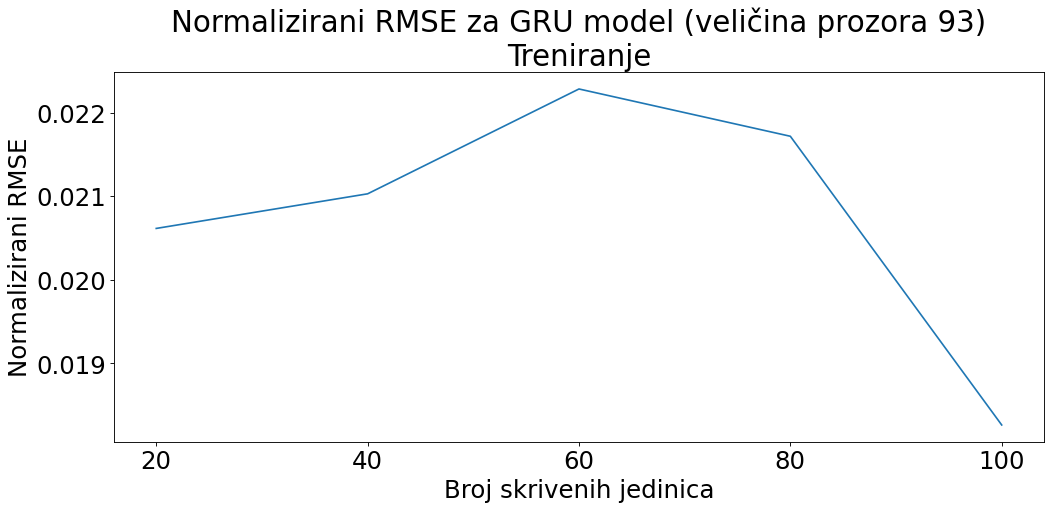 Normalizirani RMSE za GRU model (veličina prozora 93)
Treniranje
Normalizirani RMSE
0.022
0.021
0.020
0.019
20 40 60 80 100
Broj skrivenih jedinica